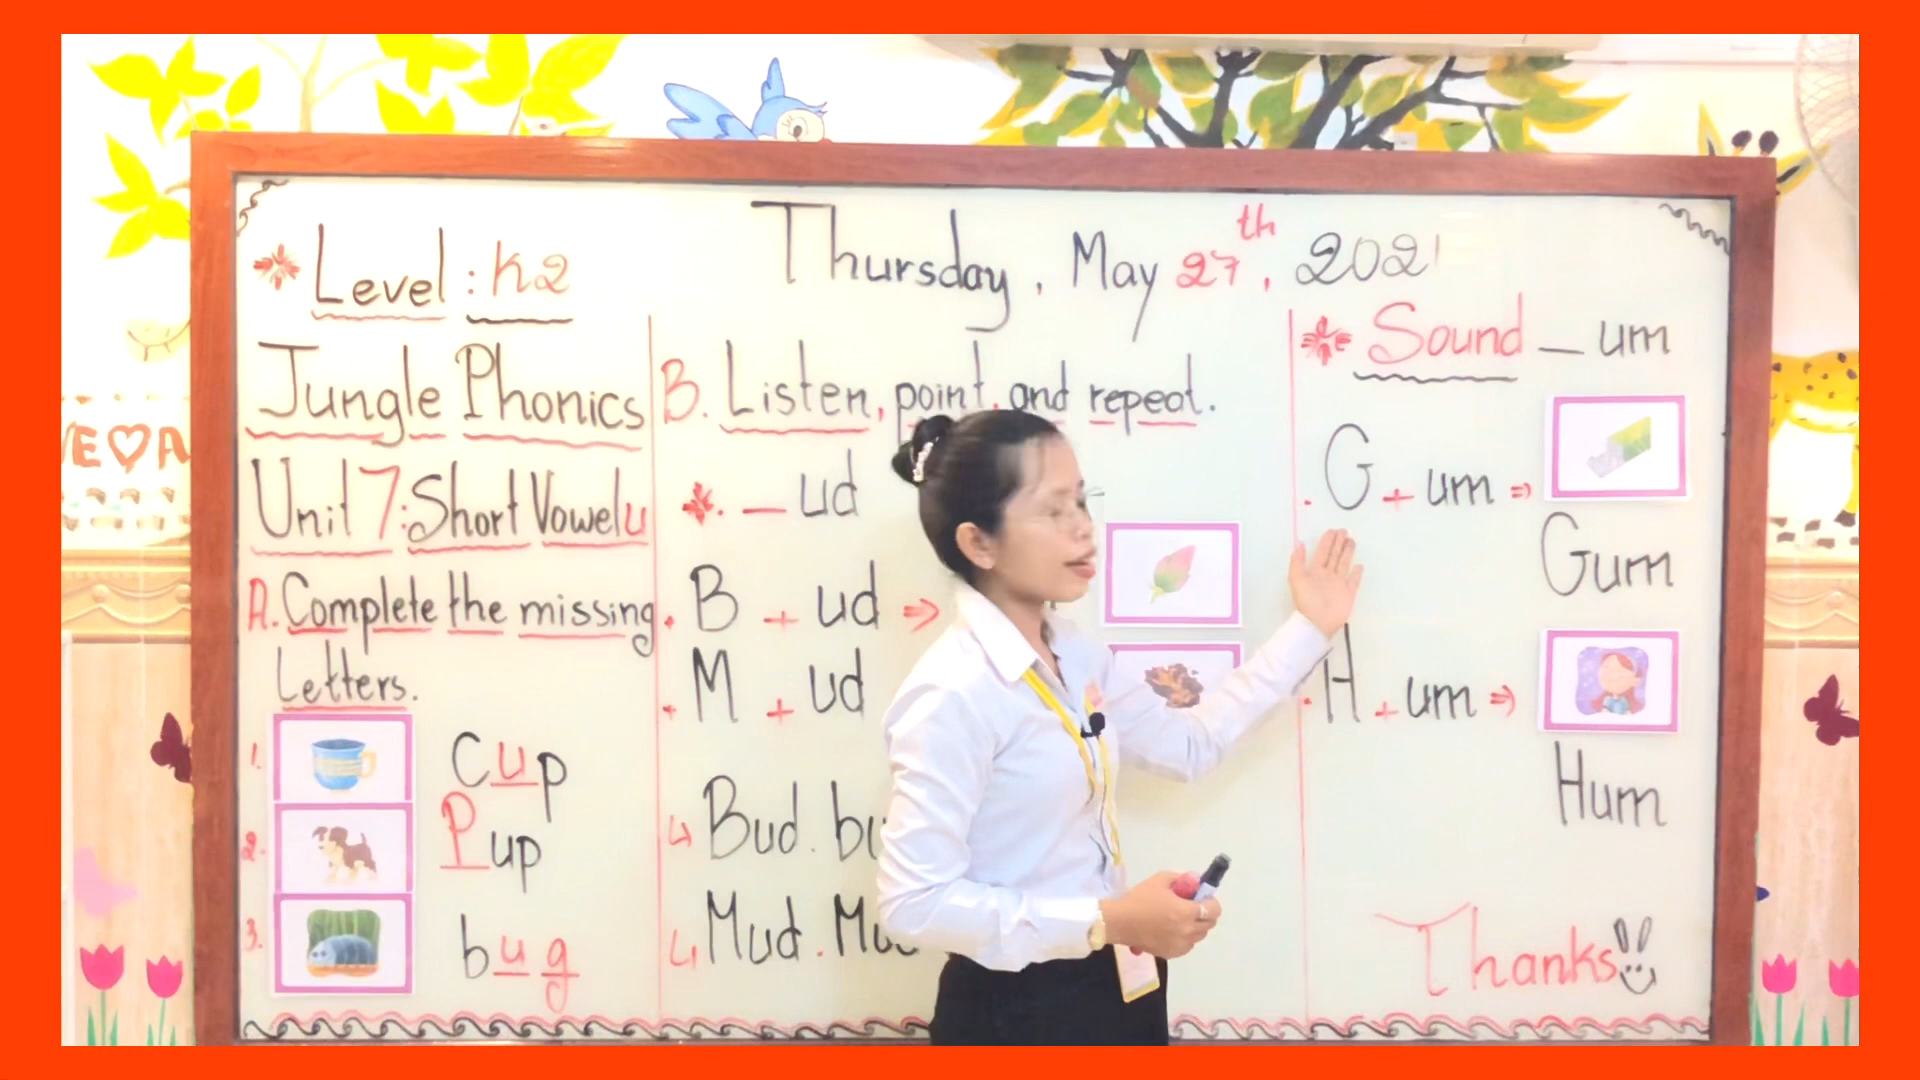 Thursday, May 27th, 2021
* Level : K2
Jungle Phonics
Unit 7: Short Vowel u
A. Complete the missing
Letters.
1. Cup
2. Pup
3. bug
B. Listen, point, and repeat.
*. _ ud
. B + ud ⇒
. M + ud
↳ Bud. bu
↳ Mud. Mu
* Sound _ um
. G + um ⇒
Gum
. H + um ⇒
Hum
Thanks